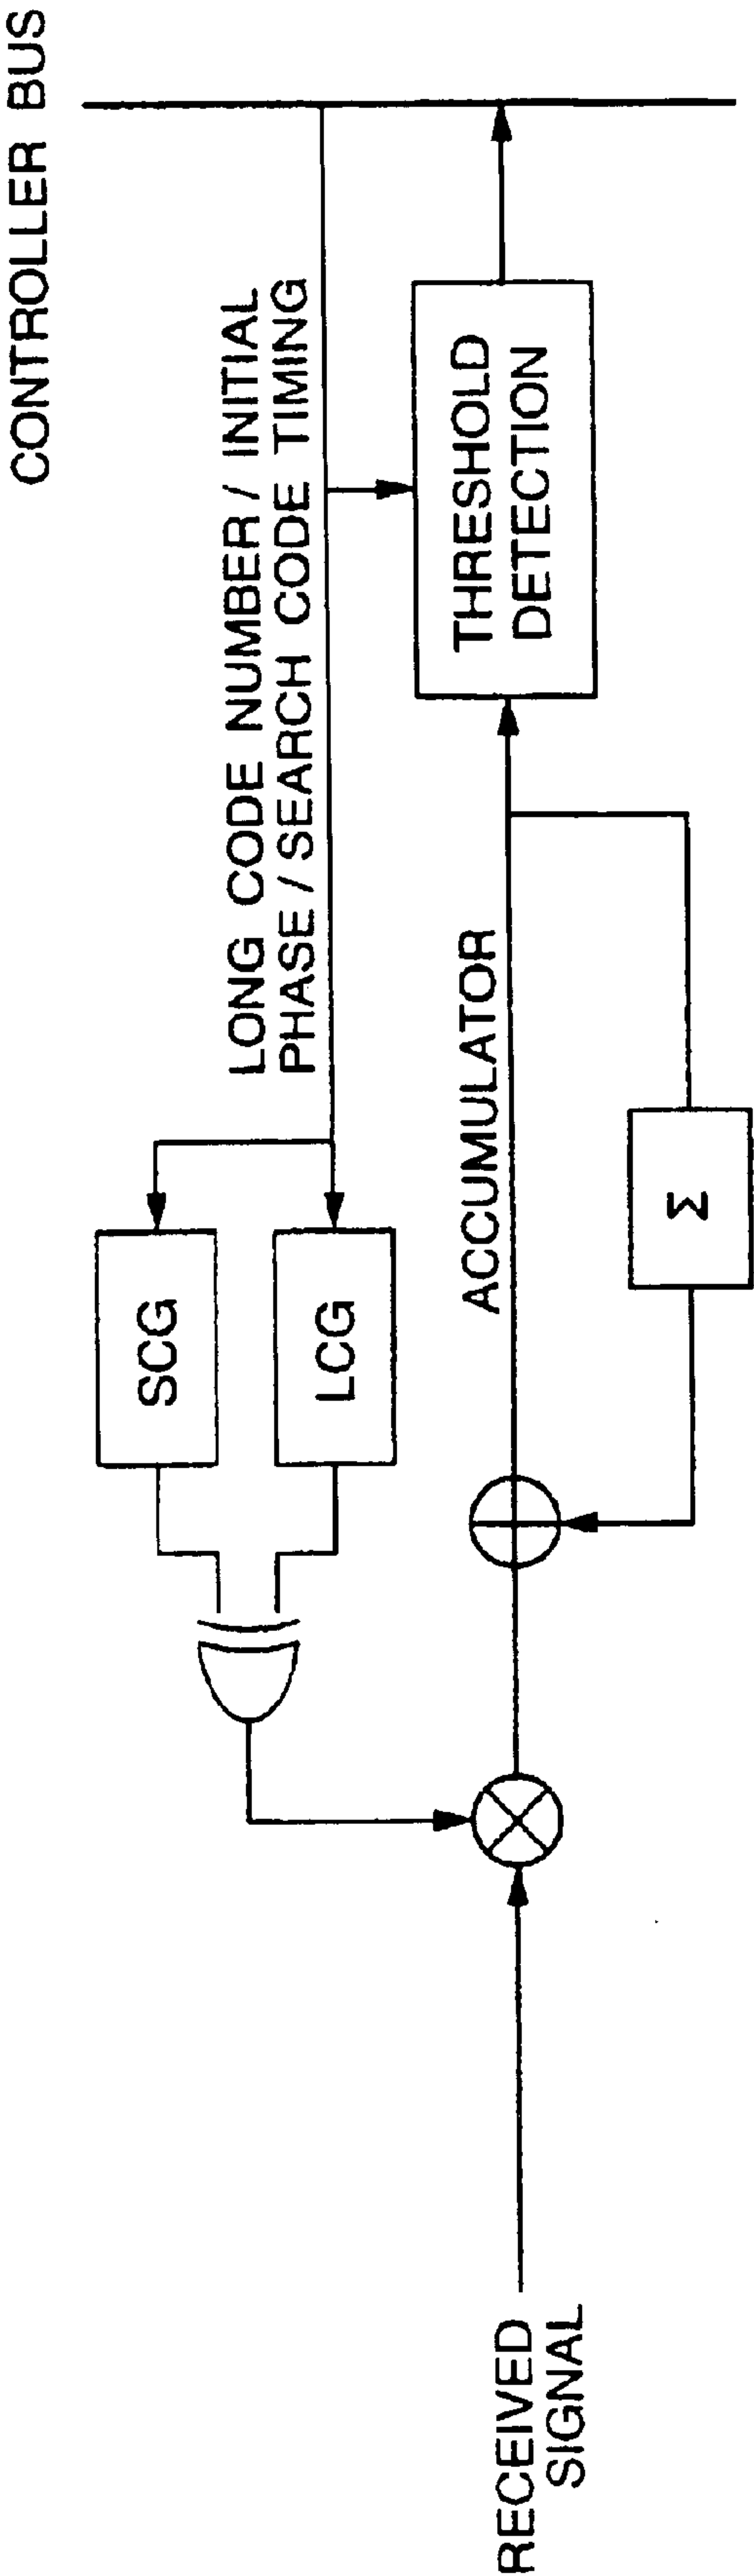 CONTROLLER BUS
LONG CODE NUMBER / INITIAL
PHASE / SEARCH CODE TIMING
SCG
LCG
ACCUMULATOR
THRESHOLD
DETECTION
Σ
RECEIVED
SIGNAL